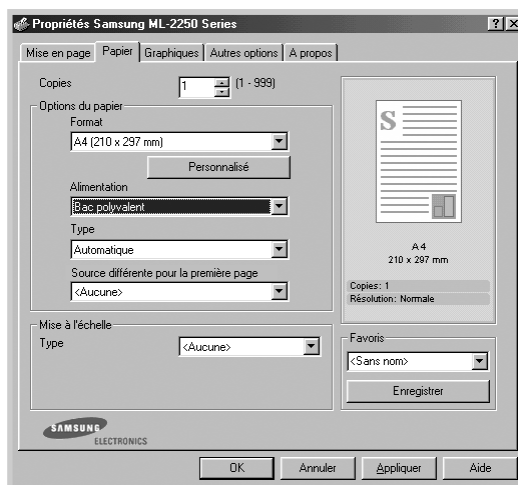 Propriétés Samsung ML-2250 Series
Mise en page Papier Graphiques Autres options A propos
Copies 1 (1 - 999)
Options du papier
Format
A4 (210 x 297 mm)
Personnalisé
Alimentation
Bac polyvalent
Type
Automatique
Source différente pour la première page
<Aucune>
Mise à l'échelle
Type <Aucune>
S
A4
210 x 297 mm
Copies: 1
Résolution: Normale
Favoris
<Sans nom>
Enregistrer
SAMSUNG
ELECTRONICS
OK Annuler Appliquer Aide